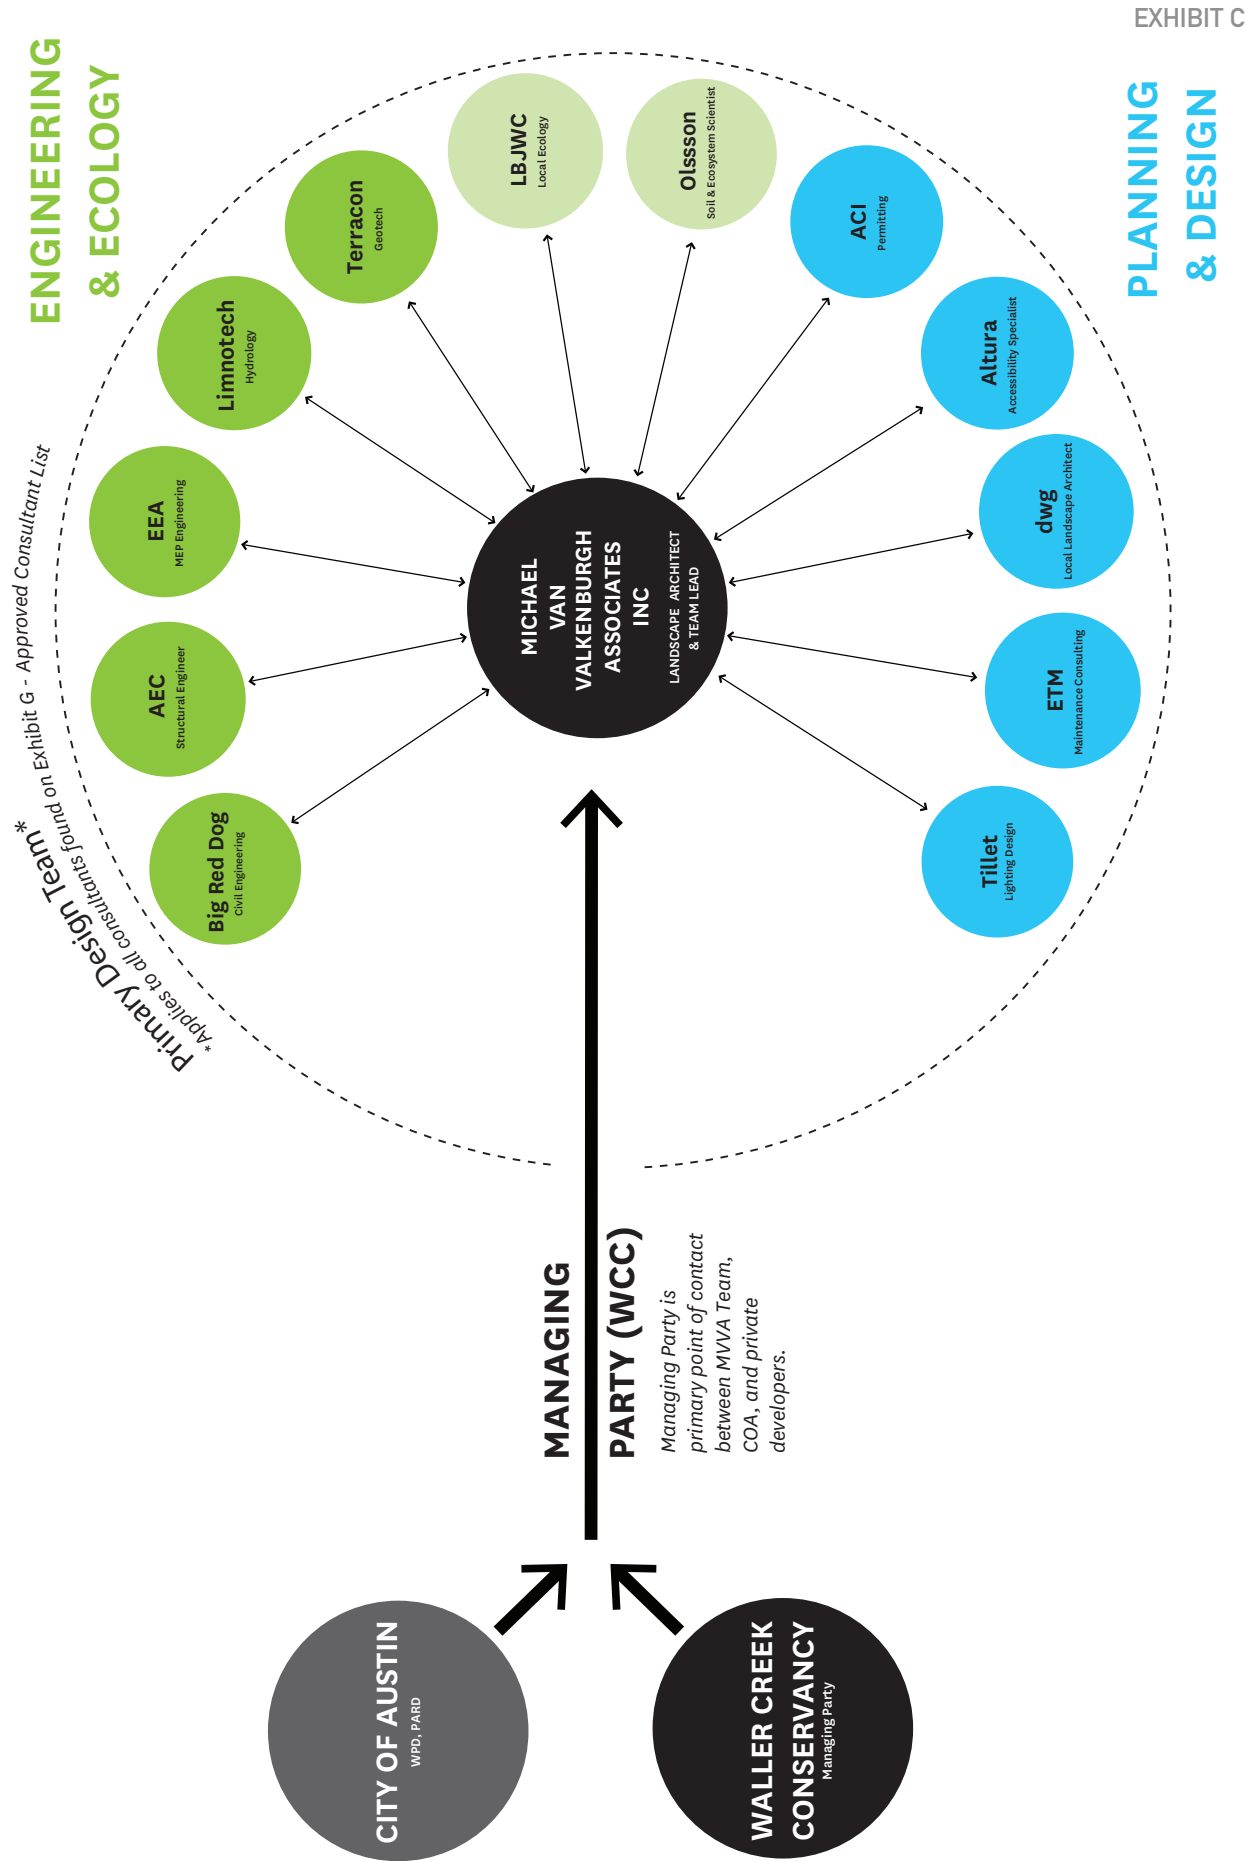 EXHIBIT C
ENGINEERING
& ECOLOGY
PLANNING
& DESIGN
Primary Design Team*
*Applies to all consultants found on Exhibit G - Approved Consultant List
Big Red Dog
Civil Engineering
AEC
Structural Engineer
EEA
MEP Engineering
Limnotech
Hydrology
Terracon
Geotech
LBJWC
Local Ecology
Olssson
Soil & Ecosystem Scientist
ACI
Permitting
Altura
Accessibility Specialist
dwg
Local Landscape Architect
ETM
Maintenance Consulting
Tillet
Lighting Design
MICHAEL
VAN
VALKENBURGH
ASSOCIATES
INC
LANDSCAPE ARCHITECT
& TEAM LEAD
MANAGING
PARTY (WCC)
Managing Party is
primary point of contact
between MVVA Team,
COA, and private
developers.
CITY OF AUSTIN
WPD, PARD
WALLER CREEK
CONSERVANCY
Managing Party